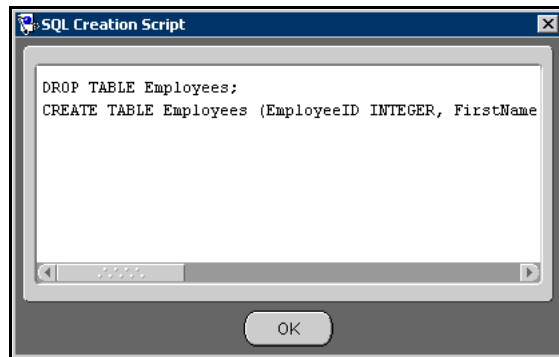 SQL Creation Script
DROP TABLE Employees;
CREATE TABLE Employees (EmployeeID INTEGER, FirstName
OK